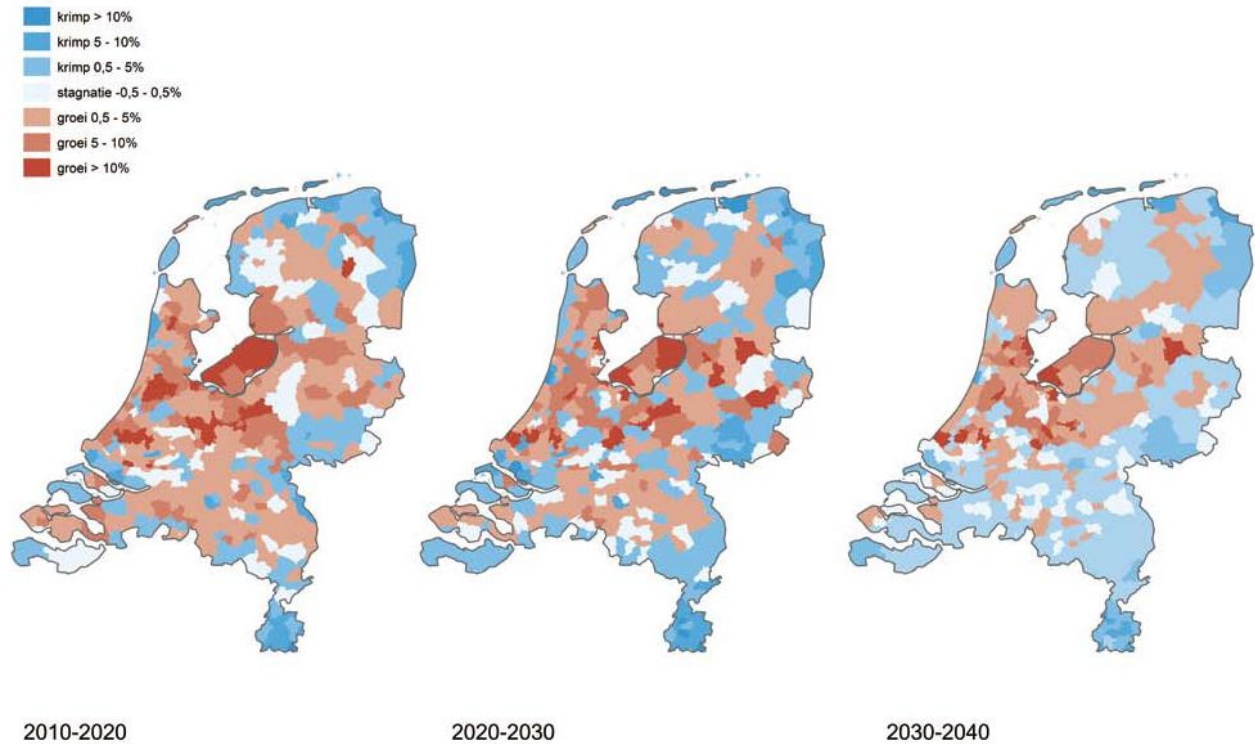 krimp > 10%
krimp 5 - 10%
krimp 0,5 - 5%
stagnatie -0,5 - 0,5%
groei 0,5 - 5%
groei 5 - 10%
groei > 10%
2010-2020
2020-2030
2030-2040